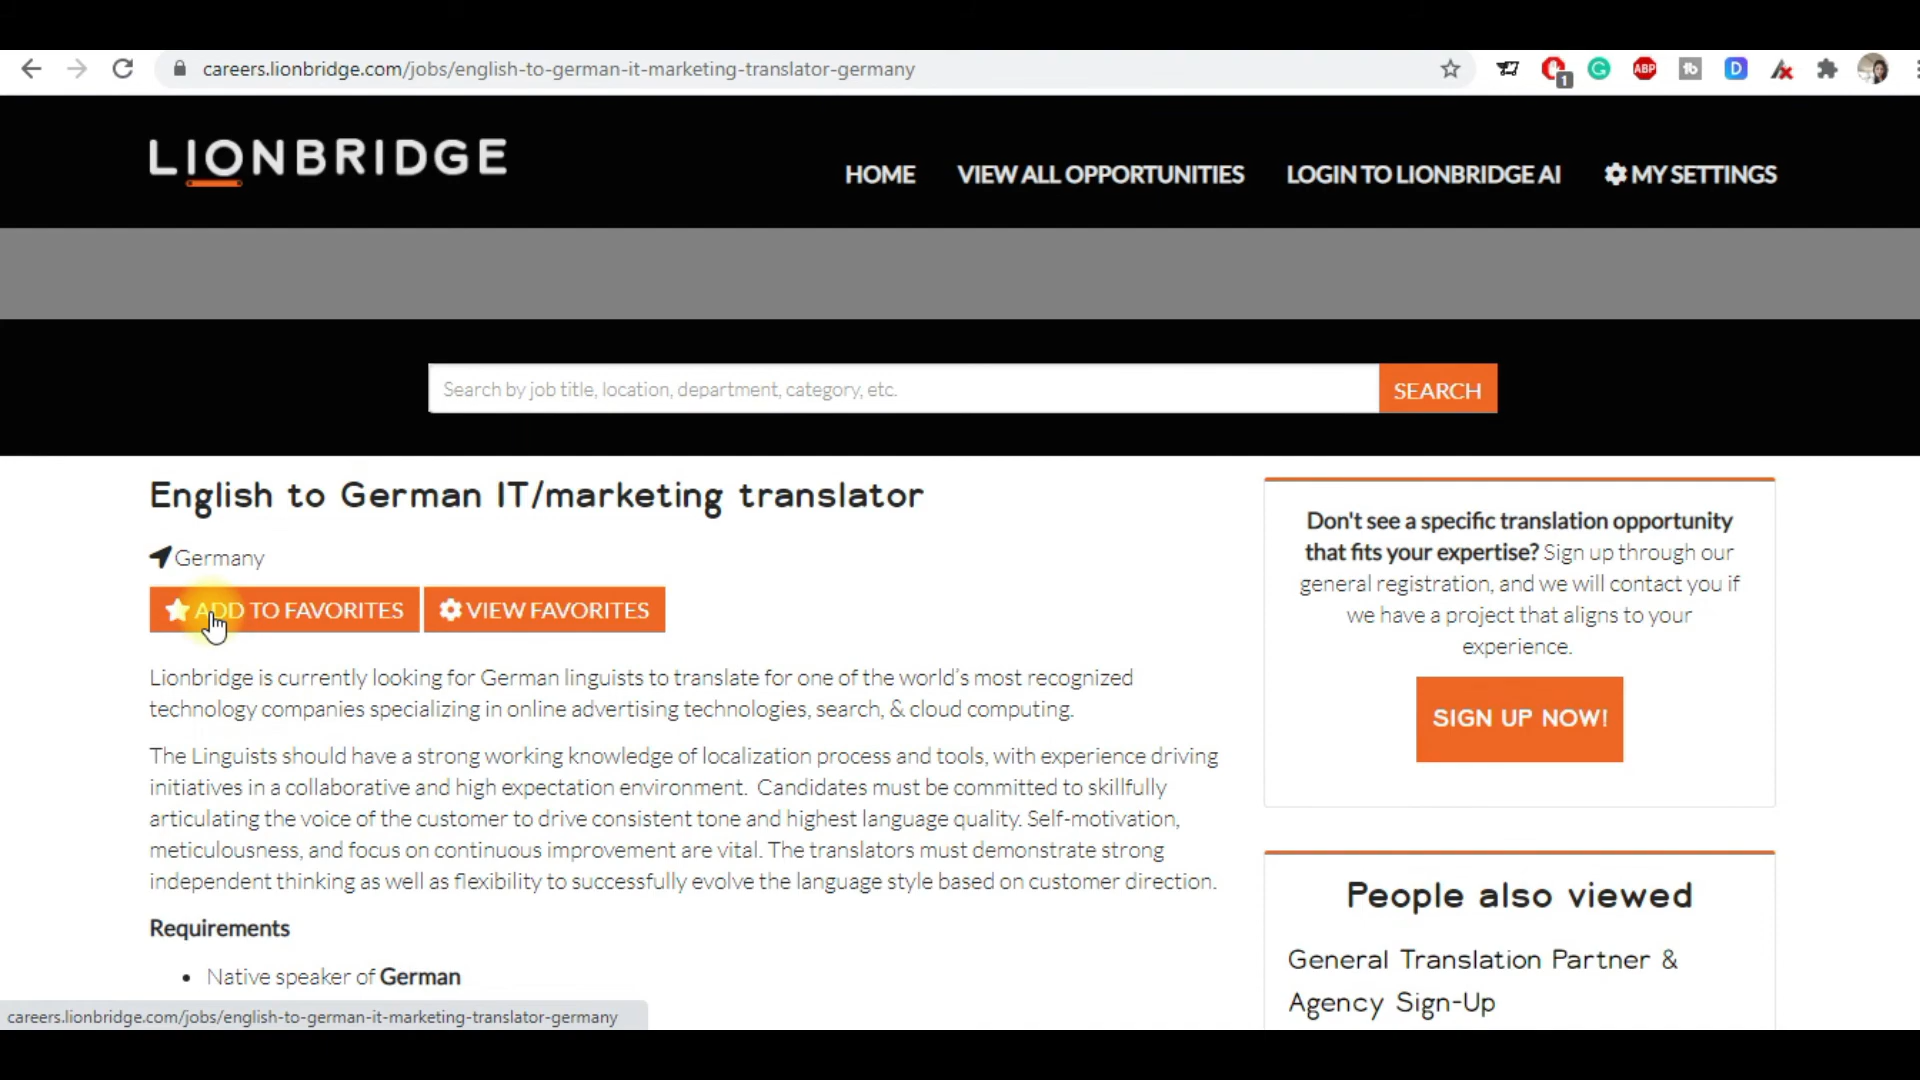 careers.lionbridge.com/jobs/english-to-german-it-marketing-translator-germany
1
G
ABP
tb
D
LIONBRIDGE
HOME
VIEW ALL OPPORTUNITIES
LOGIN TO LIONBRIDGE AI
MY SETTINGS
Search by job title, location, department, category, etc.
SEARCH
English to German IT/marketing translator
Germany
ADD TO FAVORITES
VIEW FAVORITES
Lionbridge is currently looking for German linguists to translate for one of the world's most recognized
technology companies specializing in online advertising technologies, search, & cloud computing.
The Linguists should have a strong working knowledge of localization process and tools, with experience driving
initiatives in a collaborative and high expectation environment. Candidates must be committed to skillfully
articulating the voice of the customer to drive consistent tone and highest language quality. Self-motivation,
meticulousness, and focus on continuous improvement are vital. The translators must demonstrate strong
independent thinking as well as flexibility to successfully evolve the language style based on customer direction.
Requirements
• Native speaker of German
Don't see a specific translation opportunity
that fits your expertise? Sign up through our
general registration, and we will contact you if
we have a project that aligns to your
experience.
SIGN UP NOW!
People also viewed
General Translation Partner &
Agency Sign-Up
careers.lionbridge.com/jobs/english-to-german-it-marketing-translator-germany